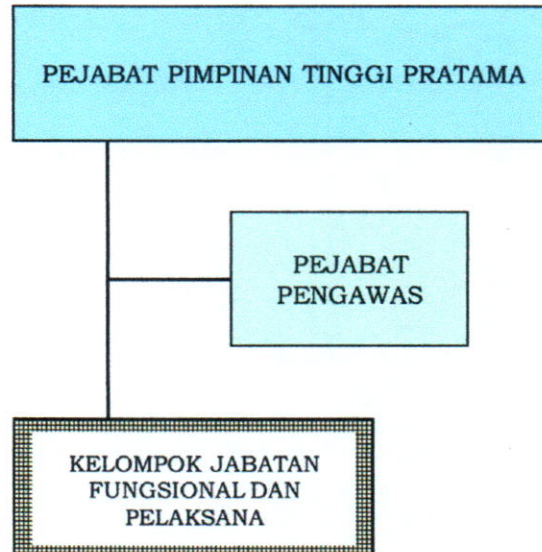 PEJABAT PIMPINAN TINGGI PRATAMA
PEJABAT
PENGAWAS
KELOMPOK JABATAN
FUNGSIONAL DAN
PELAKSANA